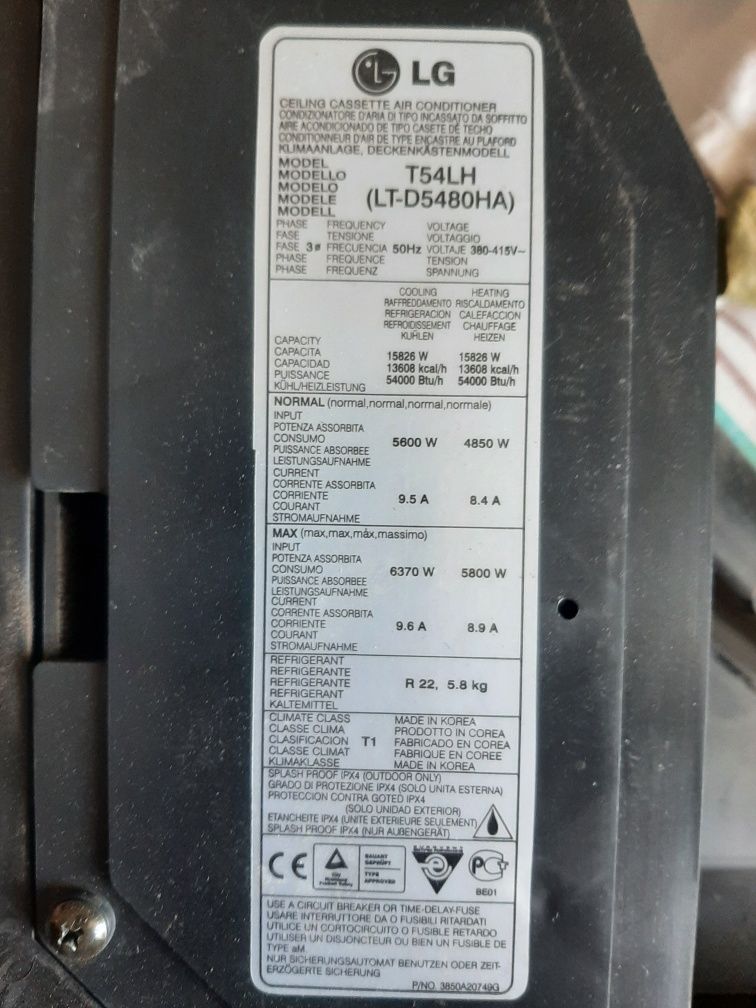 LG
CEILING CASSETTE AIR CONDITIONER
CONDIZIONATORE D'ARIA DI TIPO INCASSATO DA SOFFITTO
AIRE ACONDICIONADO DE TIPO CASETE DE TECHO
CONDITIONNEUR D'AIR DE TYPE ENCASTRE AU PLAFORD
KLIMAANLAGE, DECKENKÄSTENMODELL
MODEL
MODELLO T54LH
MODELO
MODELE (LT-D5480HA)
MODELL
PHASE FREQUENCY VOLTAGE
FASE TENSIONE VOLTAGGIO
FASE 3ø FRECUENCIA 50Hz VOLTAJE 380-415V~
PHASE FREQUENCE TENSION
PHASE FREQUENZ SPANNUNG
COOLING HEATING
RAFFREDDAMENTO RISCALDAMENTO
REFRIGERACION CALEFACCION
REFROIDISSEMENT CHAUFFAGE
KUHLEN HEIZEN
CAPACITY
CAPACITA 15826 W 15826 W
CAPACIDAD 13608 kcal/h 13608 kcal/h
PUISSANCE 54000 Btu/h 54000 Btu/h
KÜHL/HEIZLEISTUNG
NORMAL (normal,normal,normal,normale)
INPUT
POTENZA ASSORBITA
CONSUMO 5600 W 4850 W
PUISSANCE ABSORBEE
LEISTUNGSAUFNAHME
CURRENT
CORRENTE ASSORBITA
CORRIENTE 9.5 A 8.4 A
COURANT
STROMAUFNAHME
MAX (max,max,máx,massimo)
INPUT
POTENZA ASSORBITA
CONSUMO 6370 W 5800 W
PUISSANCE ABSORBEE
LEISTUNGSAUFNAHME
CURRENT
CORRENTE ASSORBITA
CORRIENTE 9.6 A 8.9 A
COURANT
STROMAUFNAHME
REFRIGERANT
REFRIGERANTE
REFRIGERANTE R 22, 5.8 kg
REFRIGERANT
KALTEMITTEL
CLIMATE CLASS MADE IN KOREA
CLASSE CLIMA PRODOTTO IN COREA
CLASIFICACION T1 FABRICADO EN COREA
CLASSE CLIMAT FABRIQUE EN COREE
KLIMAKLASSE MADE IN KOREA
SPLASH PROOF IPX4 (OUTDOOR ONLY)
GRADO DI PROTEZIONE IPX4 (SOLO UNITA ESTERNA)
PROTECCION CONTRA GOTED IPX4
(SOLO UNIDAD EXTERIOR)
ETANCHEITE IPX4 (UNITE EXTERIEURE SEULEMENT)
SPLASH PROOF IPX4 (NUR AUßENGERÄT)
CE
BAUART
GEPRÜFT
TYPE
APPROVED
BE01
USE A CIRCUIT BREAKER OR TIME-DELAY-FUSE
USARE INTERRUTTORE DA O FUSIBILI RITARDATI
UTILICE UN CORTOCIRCUITO O FUSIBLE RETARDO
UTILISER UN DISJONCTEUR OU BIEN UN FUSIBLE DE
TYPE aM.
NUR SICHERUNGSAUTOMAT BENUTZEN ODER ZEIT-
ERZÖGERTE SICHERUNG
P/NO. 3850A20749G